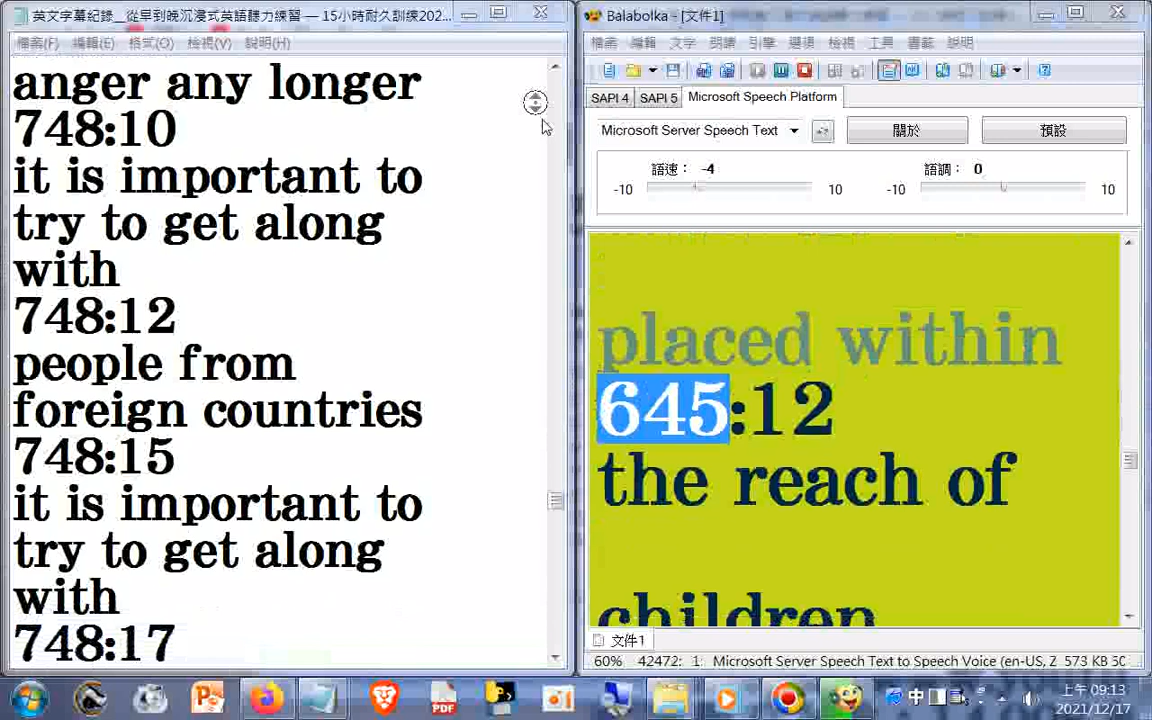 英文字幕紀錄__從早到晚沉浸式英語聽力練習 — 15小時耐久訓練202...
檔案(F) 編輯(E) 格式(O) 檢視(V) 說明(H)
anger any longer
748:10
it is important to
try to get along
with
748:12
people from
foreign countries
748:15
it is important to
try to get along
with
748:17
Balabolka - [文件1]
檔案 編輯 文字 朗讀 引擎 選項 檢視 工具 書籤 說明
SAPI 4 SAPI 5 Microsoft Speech Platform
Microsoft Server Speech Text 關於 預設
語速： -4 語調： 0
-10 10 -10 10
placed within
645:12
the reach of
children
文件1
60% 42472: 1: Microsoft Server Speech Text to Speech Voice (en-US, Z 573 KB
PDF
中
上午 09:13
2021/12/17